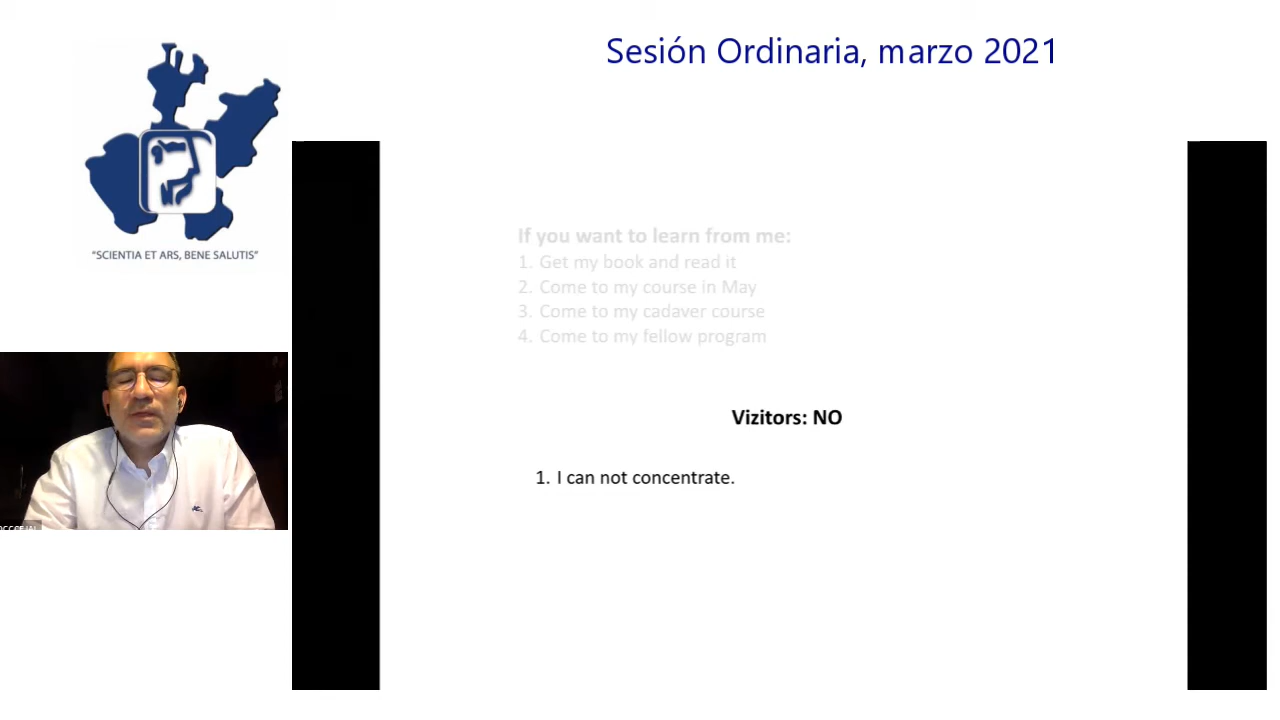 Sesión Ordinaria, marzo 2021
"SCIENTIA ET ARS, BENE SALUTIS"
If you want to learn from me:
1. Get my book and read it
2. Come to my course in May
3. Come to my cadaver course
4. Come to my fellow program
Vizitors: NO
1. I can not concentrate.